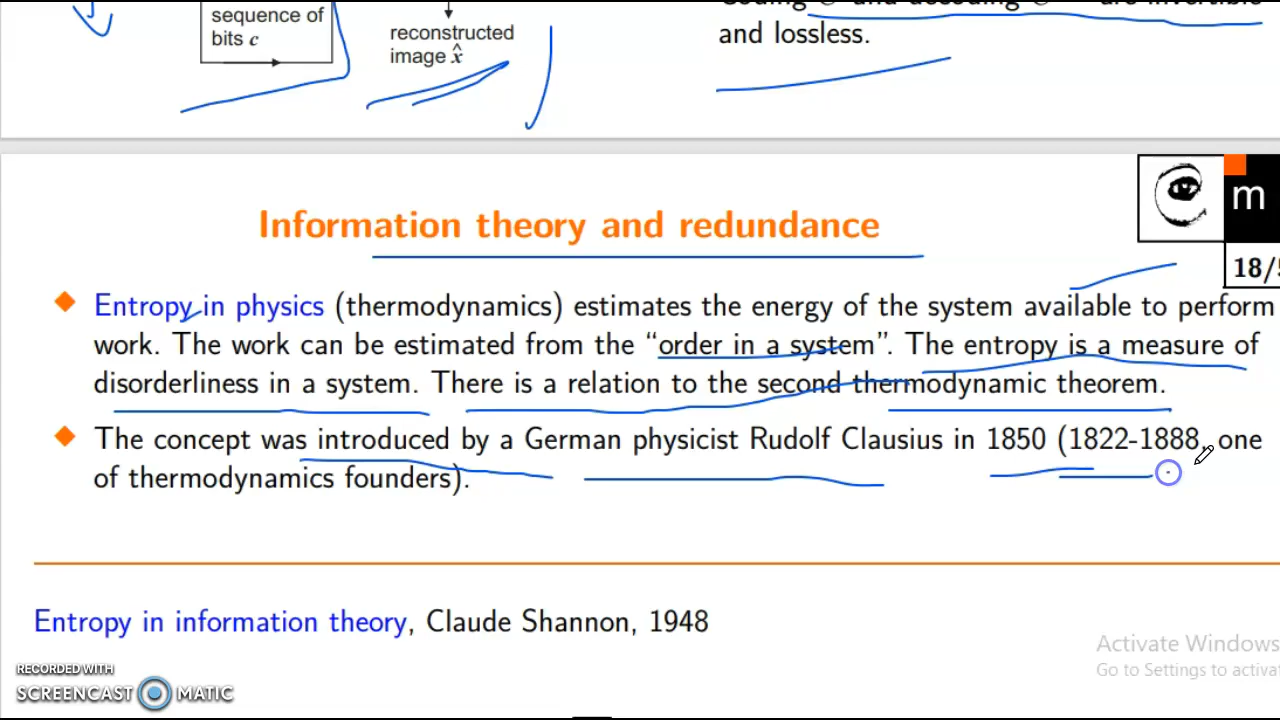 sequence of
bits c
reconstructed
image x̂
and lossless.
m
Information theory and redundance
18/5
Entropy in physics (thermodynamics) estimates the energy of the system available to perform
work. The work can be estimated from the “order in a system”. The entropy is a measure of
disorderliness in a system. There is a relation to the second thermodynamic theorem.
The concept was introduced by a German physicist Rudolf Clausius in 1850 (1822-1888, one
of thermodynamics founders).
Entropy in information theory, Claude Shannon, 1948
Activate Windows
Go to Settings to activa
RECORDED WITH
SCREENCAST MATIC